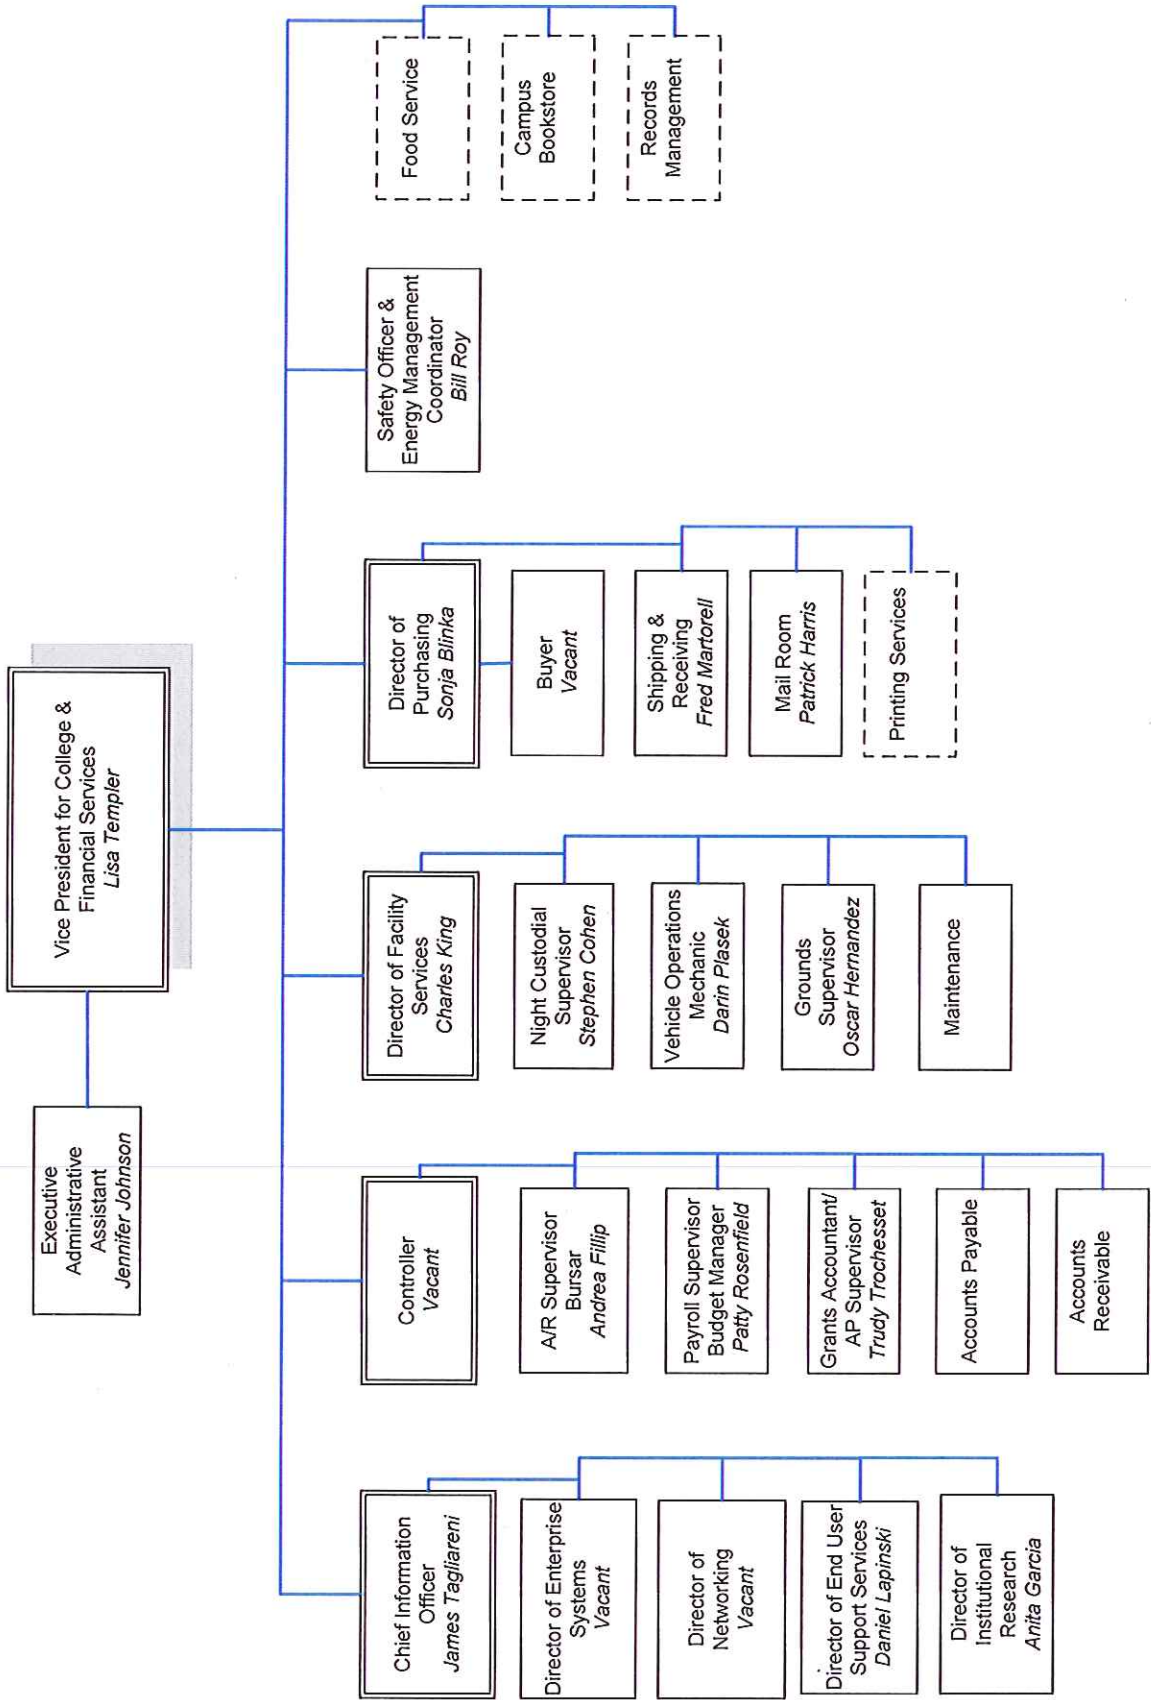 Vice President for College &
Financial Services
Lisa Templer
Executive
Administrative
Assistant
Jennifer Johnson
Chief Information
Officer
James Tagliareni
Director of Enterprise
Systems
Vacant
Director of
Networking
Vacant
Director of End User
Support Services
Daniel Lapinski
Director of
Institutional
Research
Anita Garcia
Controller
Vacant
A/R Supervisor
Bursar
Andrea Fillip
Payroll Supervisor
Budget Manager
Patty Rosenfield
Grants Accountant/
AP Supervisor
Trudy Trochesset
Accounts Payable
Accounts
Receivable
Director of Facility
Services
Charles King
Night Custodial
Supervisor
Stephen Cohen
Vehicle Operations
Mechanic
Darin Plasek
Grounds
Supervisor
Oscar Hernandez
Maintenance
Director of
Purchasing
Sonja Blinka
Buyer
Vacant
Shipping &
Receiving
Fred Martorell
Mail Room
Patrick Harris
Printing Services
Safety Officer &
Energy Management
Coordinator
Bill Roy
Food Service
Campus
Bookstore
Records
Management